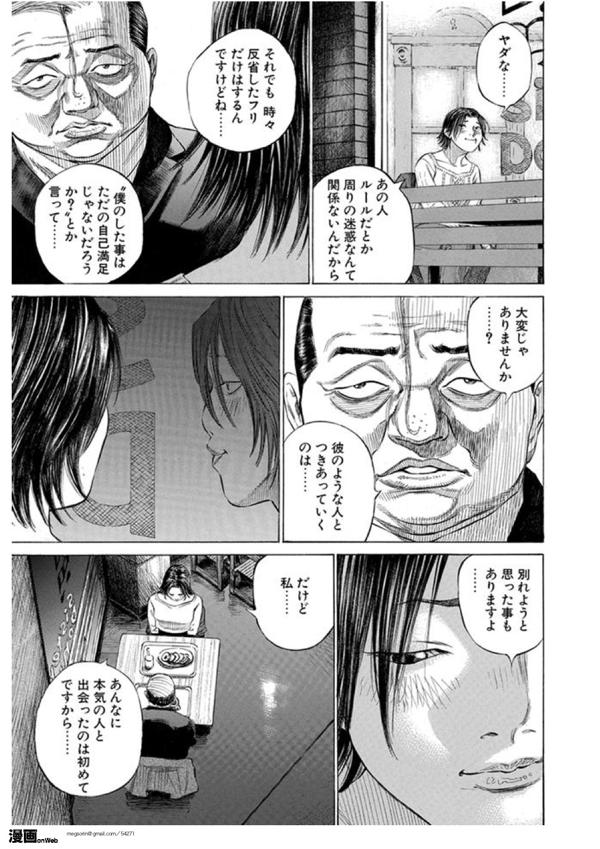 ヤダな
……
あの人
ルールだとか
周りの迷惑なんて
関係ないんだから
それでも 時々
反省したフリ
だけはするん
ですけどね……
〝僕のした事は
ただの自己満足
じゃないだろう
か？〟とか
言って……
大変じゃ
ありませんか
……？
彼のような人と
つきあっていく
のは……
別れようと
思った事も
ありますよ
だけど
私……
あんなに
本気の人と
出会ったのは初めて
ですから……
漫画 on Web
megaorin@gmail.com/54271